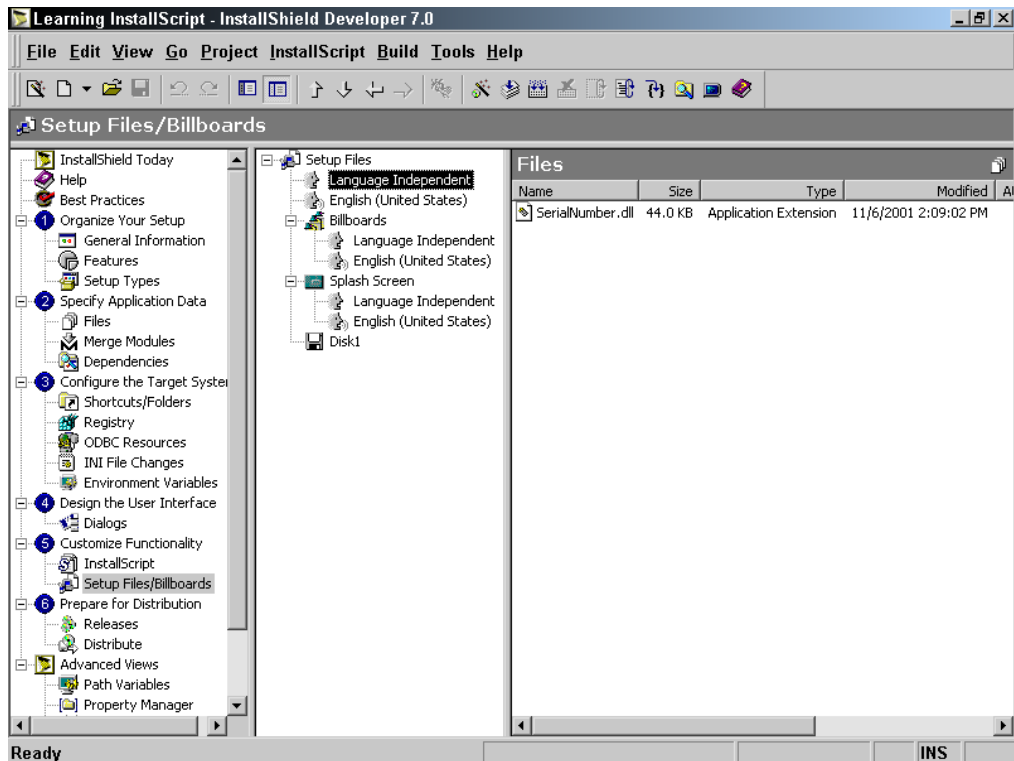 Learning InstallScript - InstallShield Developer 7.0
File Edit View Go Project InstallScript Build Tools Help
Setup Files/Billboards
InstallShield Today
Help
Best Practices
1 Organize Your Setup
General Information
Features
Setup Types
2 Specify Application Data
Files
Merge Modules
Dependencies
3 Configure the Target System
Shortcuts/Folders
Registry
ODBC Resources
INI File Changes
Environment Variables
4 Design the User Interface
Dialogs
5 Customize Functionality
InstallScript
Setup Files/Billboards
6 Prepare for Distribution
Releases
Distribute
Advanced Views
Path Variables
Property Manager
Setup Files
Language Independent
English (United States)
Billboards
Language Independent
English (United States)
Splash Screen
Language Independent
English (United States)
Disk1
Files
Name Size Type Modified
SerialNumber.dll 44.0 KB Application Extension 11/6/2001 2:09:02 PM
Ready INS